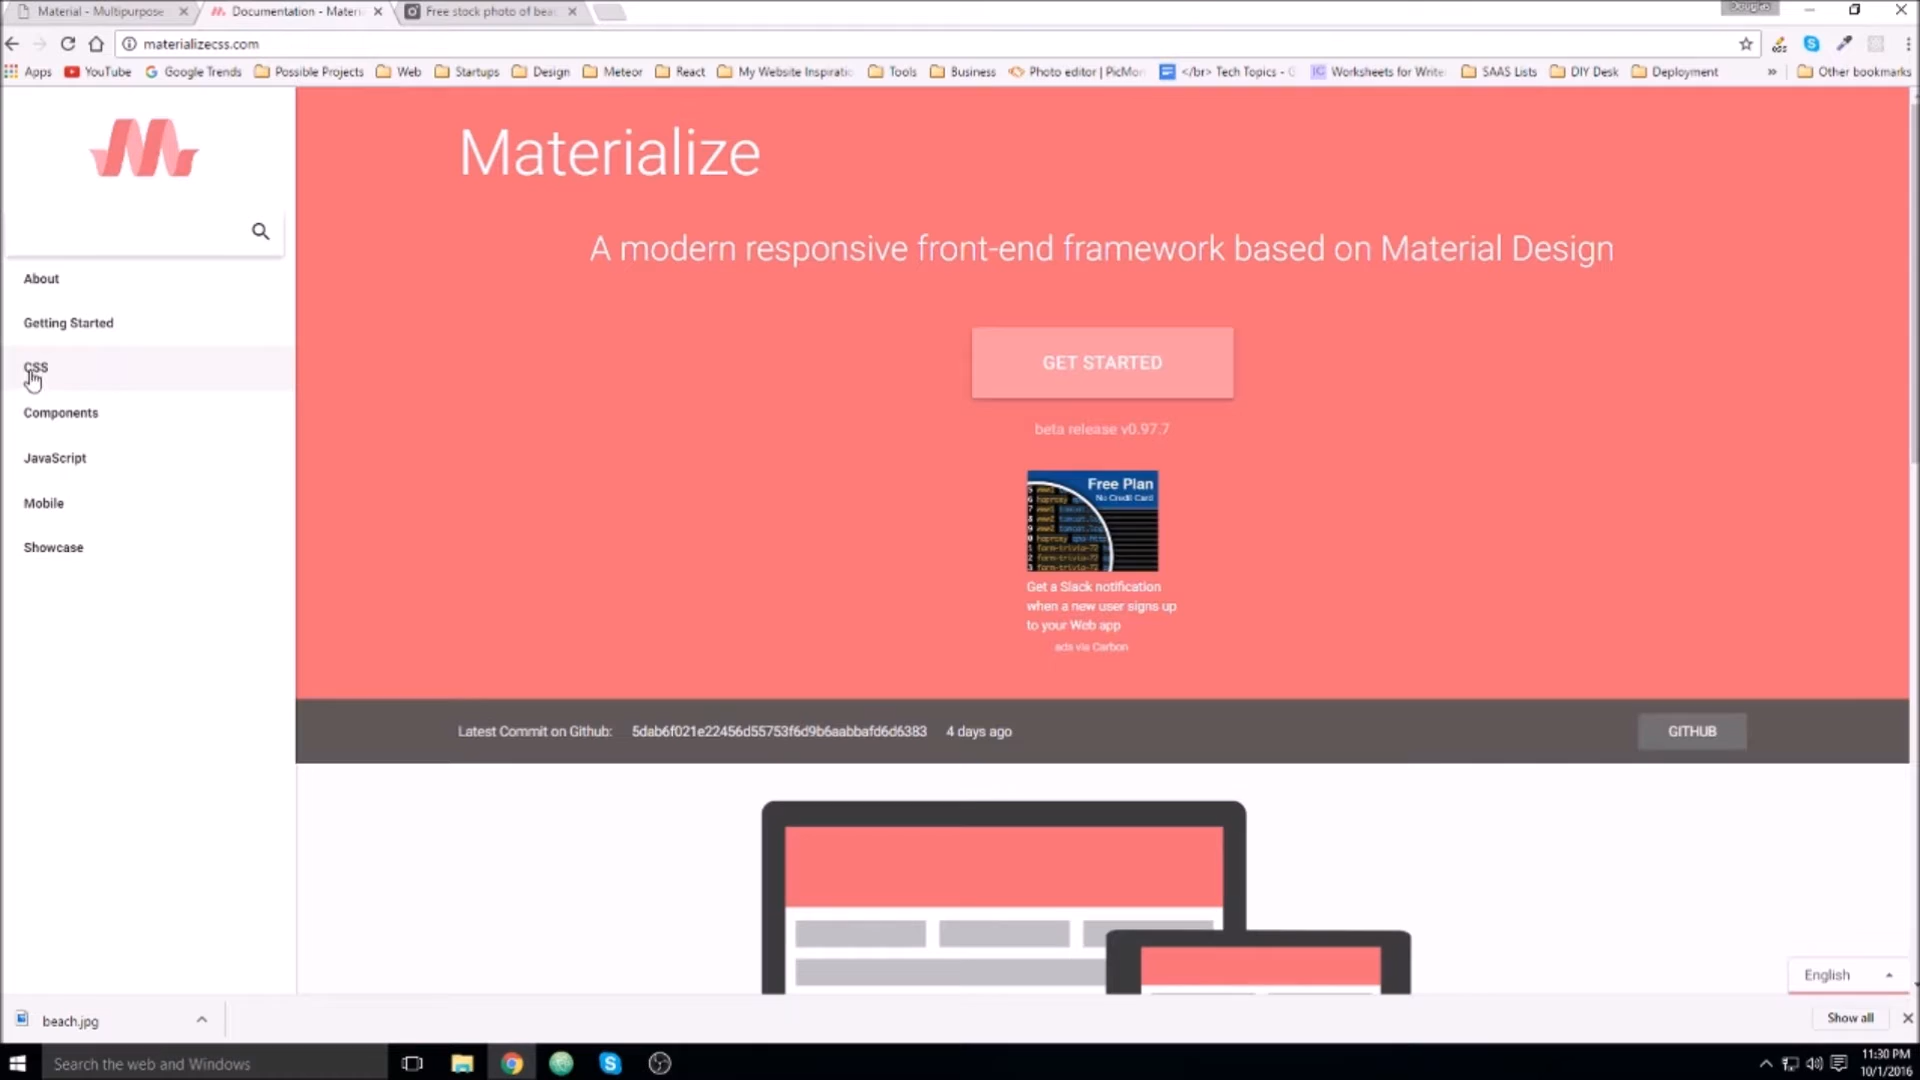 Material - Multipurpose
Documentation - Materi
Free stock photo of bea
Douglas
materializecss.com
Apps
YouTube
Google Trends
Possible Projects
Web
Startups
Design
Meteor
React
My Website Inspiratic
Tools
Business
Photo editor | PicMon
</br> Tech Topics - G
Worksheets for Write
SAAS Lists
DIY Desk
Deployment
»
Other bookmarks
About
Getting Started
CSS
Components
JavaScript
Mobile
Showcase
Materialize
A modern responsive front-end framework based on Material Design
GET STARTED
beta release v0.97.7
Free Plan
No Credit Card
Get a Slack notification
when a new user signs up
to your Web app
ads via Carbon
Latest Commit on Github: 5dab6f021e22456d55753f6d9b6aabbafd6d6383 4 days ago
GITHUB
English
beach.jpg
Show all
Search the web and Windows
11:30 PM
10/1/2016